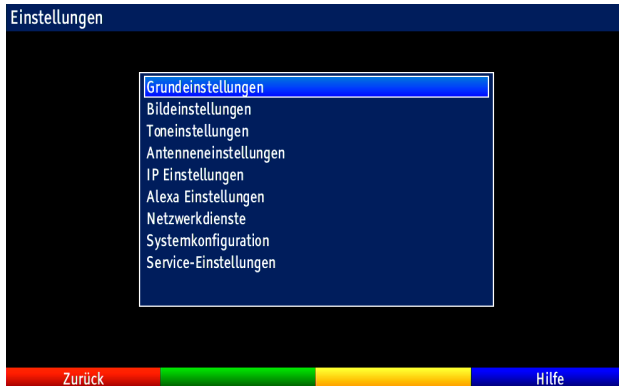 Einstellungen
Grundeinstellungen
Bildeinstellungen
Toneinstellungen
Antenneneinstellungen
IP Einstellungen
Alexa Einstellungen
Netzwerkdienste
Systemkonfiguration
Service-Einstellungen
Zurück Hilfe